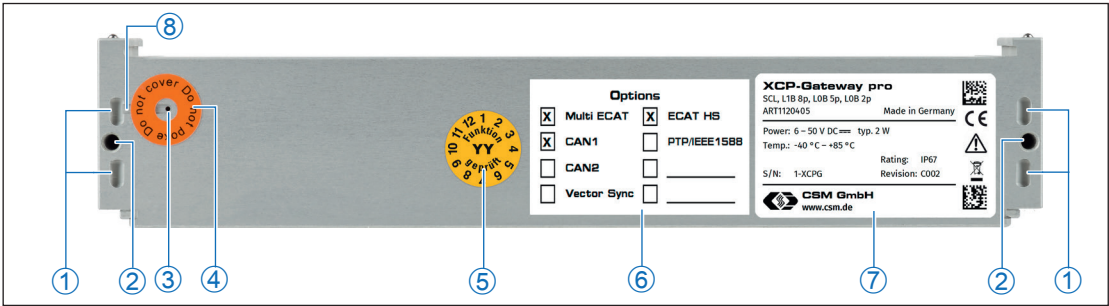 8
Do not cover Do not poke
12 1 2 3 4 5 6 7 8 9 10 11
Funktion
YY
geprüft
Options
X Multi ECAT X ECAT HS
X CAN1 PTP/IEEE1588
CAN2
Vector Sync
XCP-Gateway pro
SCL, L1B 8p, L0B 5p, L0B 2p
ART1120405 Made in Germany
CE
Power: 6 – 50 V DC typ. 2 W
Temp.: -40 °C – +85 °C
Rating: IP67
S/N: 1-XCPG Revision: C002
CSM GmbH
www.csm.de
1 1
2 2
1 2 3 4 5 6 7 2 1